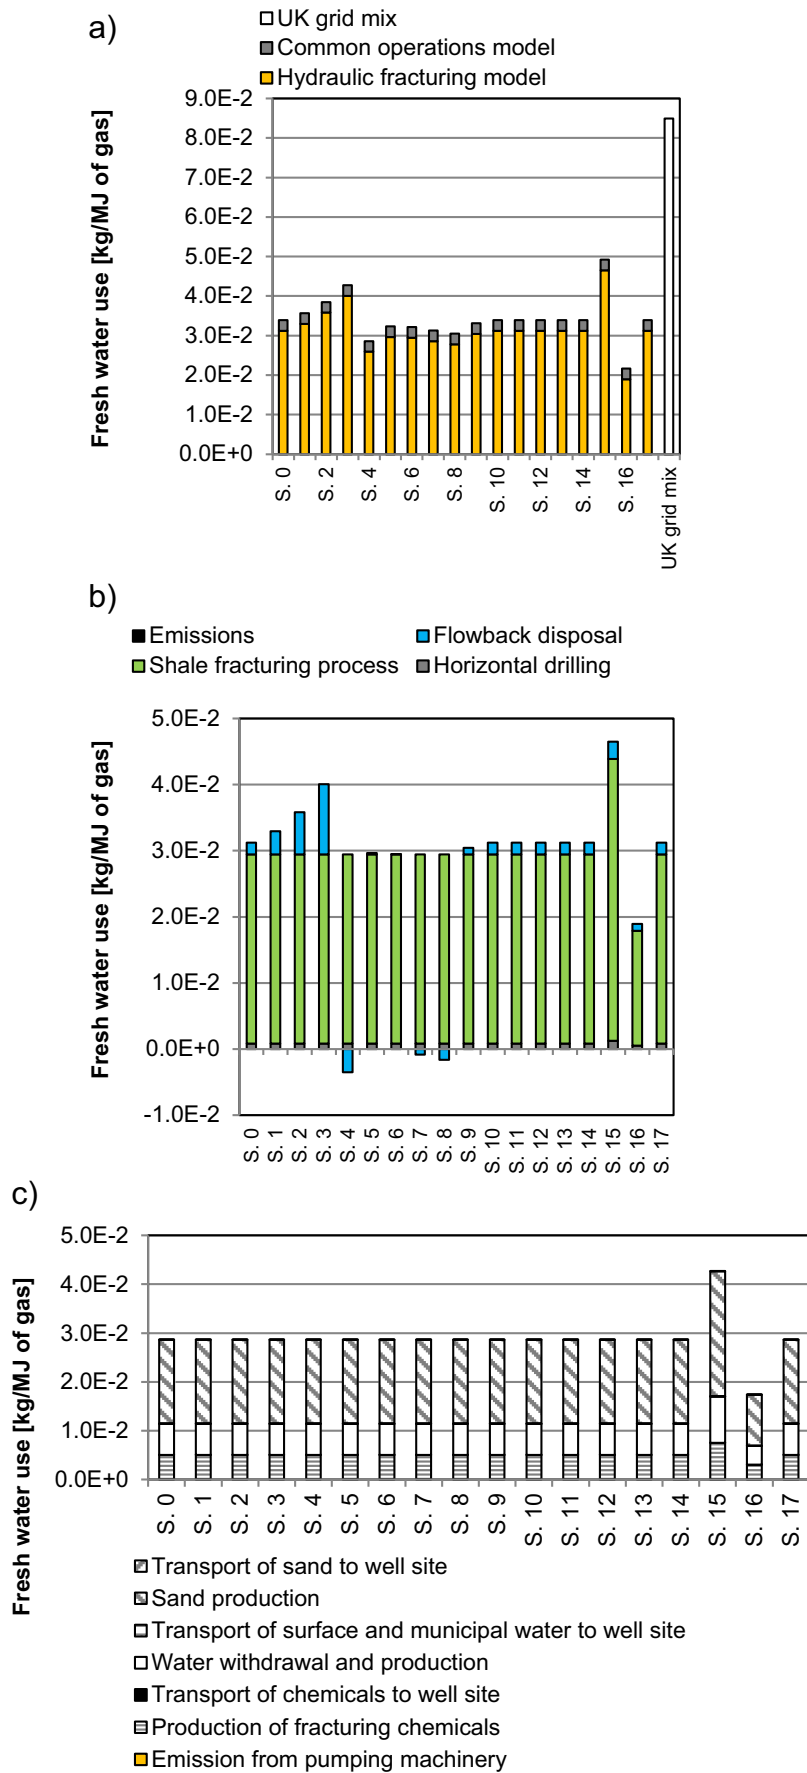 a)
UK grid mix
Common operations model
Hydraulic fracturing model
Fresh water use [kg/MJ of gas]
9.0E-2
8.0E-2
7.0E-2
6.0E-2
5.0E-2
4.0E-2
3.0E-2
2.0E-2
1.0E-2
0.0E+0
S. 0 S. 2 S. 4 S. 6 S. 8 S. 10 S. 12 S. 14 S. 16 UK grid mix
b)
Emissions Flowback disposal
Shale fracturing process Horizontal drilling
Fresh water use [kg/MJ of gas]
5.0E-2
4.0E-2
3.0E-2
2.0E-2
1.0E-2
0.0E+0
-1.0E-2
S. 0 S. 1 S. 2 S. 3 S. 4 S. 5 S. 6 S. 7 S. 8 S. 9 S. 10 S. 11 S. 12 S. 13 S. 14 S. 15 S. 16 S. 17
c)
Fresh water use [kg/MJ of gas]
5.0E-2
4.0E-2
3.0E-2
2.0E-2
1.0E-2
0.0E+0
S. 0 S. 1 S. 2 S. 3 S. 4 S. 5 S. 6 S. 7 S. 8 S. 9 S. 10 S. 11 S. 12 S. 13 S. 14 S. 15 S. 16 S. 17
Transport of sand to well site
Sand production
Transport of surface and municipal water to well site
Water withdrawal and production
Transport of chemicals to well site
Production of fracturing chemicals
Emission from pumping machinery